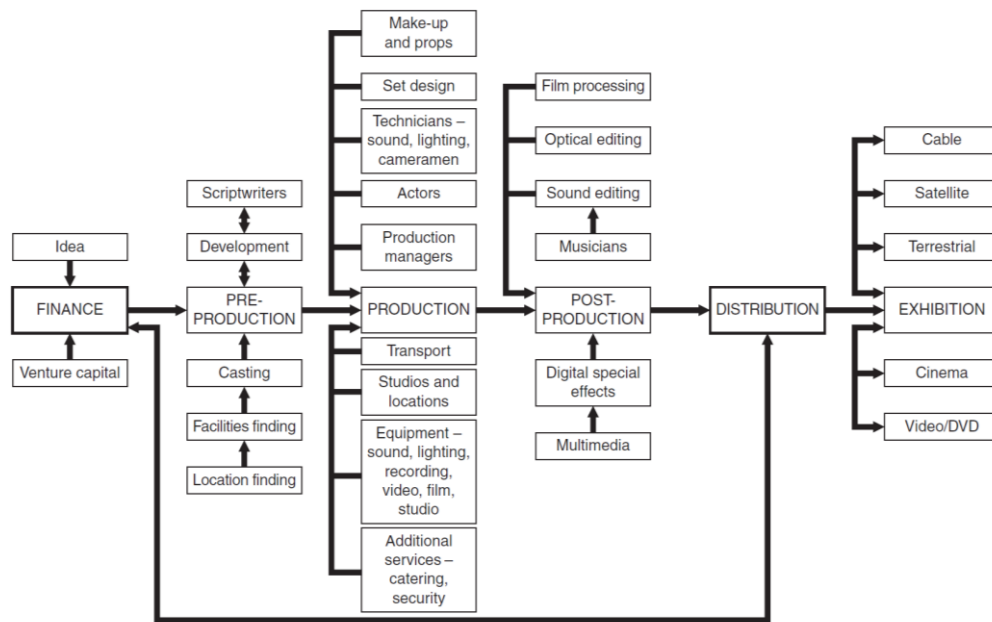 Make-up
and props
Set design
Technicians –
sound, lighting,
cameramen
Actors
Production
managers
Scriptwriters
Development
Idea
FINANCE
Venture capital
PRE-
PRODUCTION
Casting
Facilities finding
Location finding
PRODUCTION
Transport
Studios and
locations
Equipment –
sound, lighting,
recording,
video, film,
studio
Additional
services –
catering,
security
Film processing
Optical editing
Sound editing
Musicians
POST-
PRODUCTION
Digital special
effects
Multimedia
DISTRIBUTION
Cable
Satellite
Terrestrial
EXHIBITION
Cinema
Video/DVD